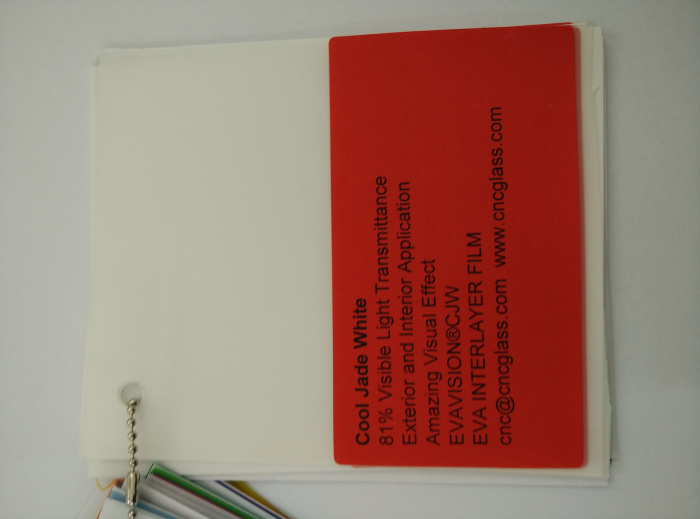 Cool Jade White
81% Visible Light Transmittance
Exterior and Interior Application
Amazing Visual Effect
EVAVISION®CJW
EVA INTERLAYER FILM
cnc@cncglass.com www.cncglass.com